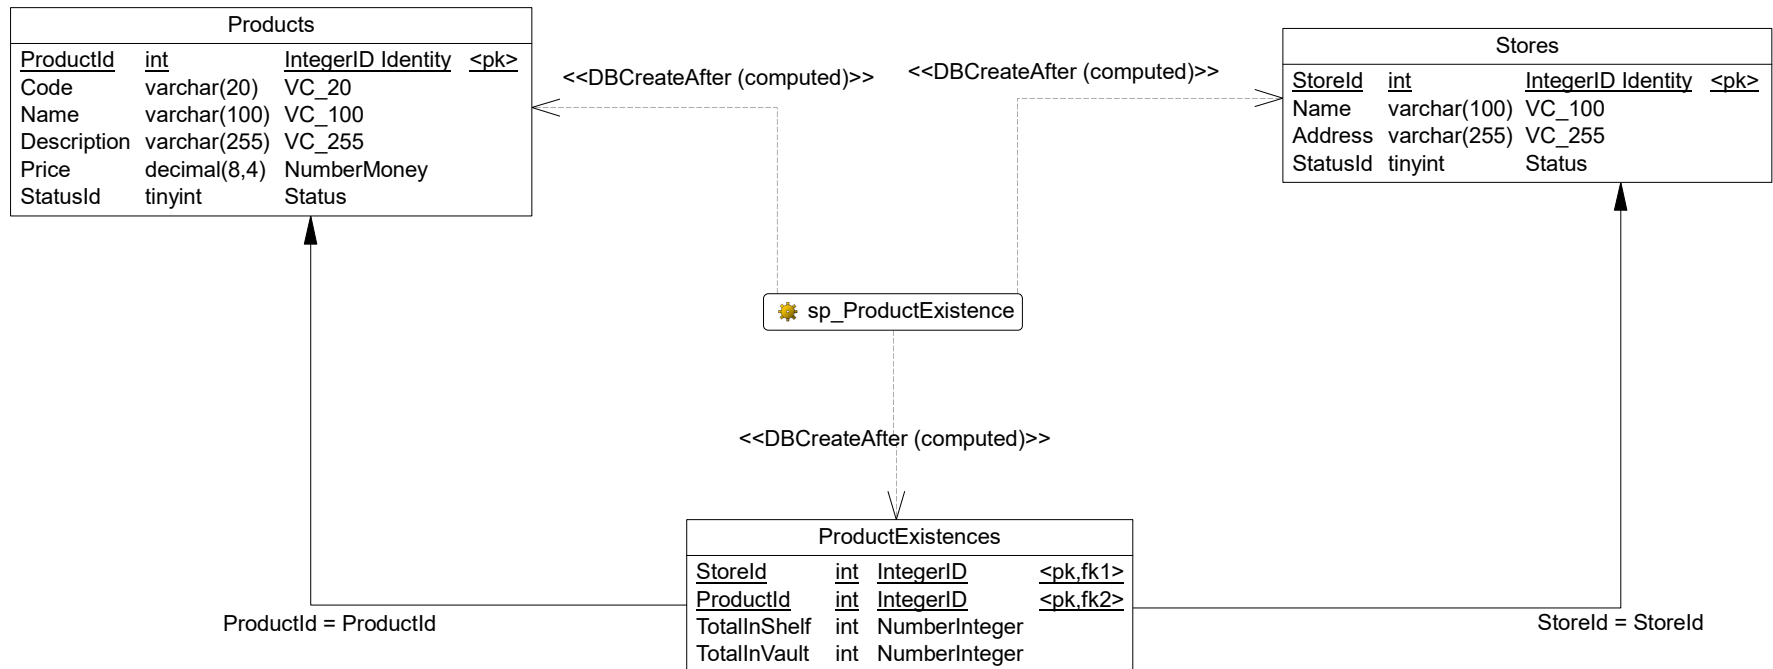 Products
ProductId int IntegerID Identity <pk>
Code varchar(20) VC_20
Name varchar(100) VC_100
Description varchar(255) VC_255
Price decimal(8,4) NumberMoney
StatusId tinyint Status
<<DBCreateAfter (computed)>>
<<DBCreateAfter (computed)>>
Stores
StoreId int IntegerID Identity <pk>
Name varchar(100) VC_100
Address varchar(255) VC_255
StatusId tinyint Status
sp_ProductExistence
<<DBCreateAfter (computed)>>
ProductExistences
StoreId int IntegerID <pk,fk1>
ProductId int IntegerID <pk,fk2>
TotalInShelf int NumberInteger
TotalInVault int NumberInteger
ProductId = ProductId
StoreId = StoreId